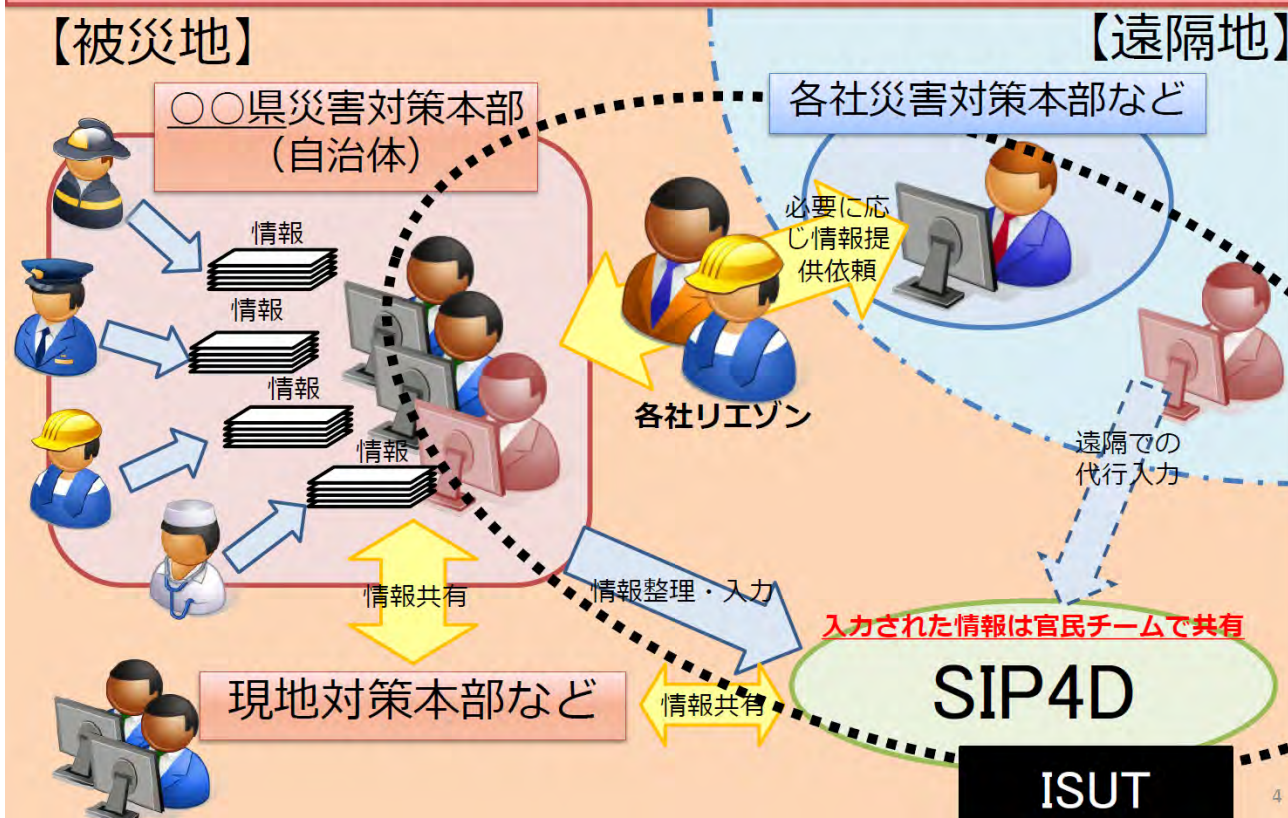 【被災地】
【遠隔地】
○○県災害対策本部
（自治体）
各社災害対策本部など
情報
情報
情報
情報
必要に応
じ情報提
供依頼
各社リエゾン
遠隔での
代行入力
情報共有
情報整理・入力
入力された情報は官民チームで共有
SIP4D
現地対策本部など
情報共有
ISUT
4